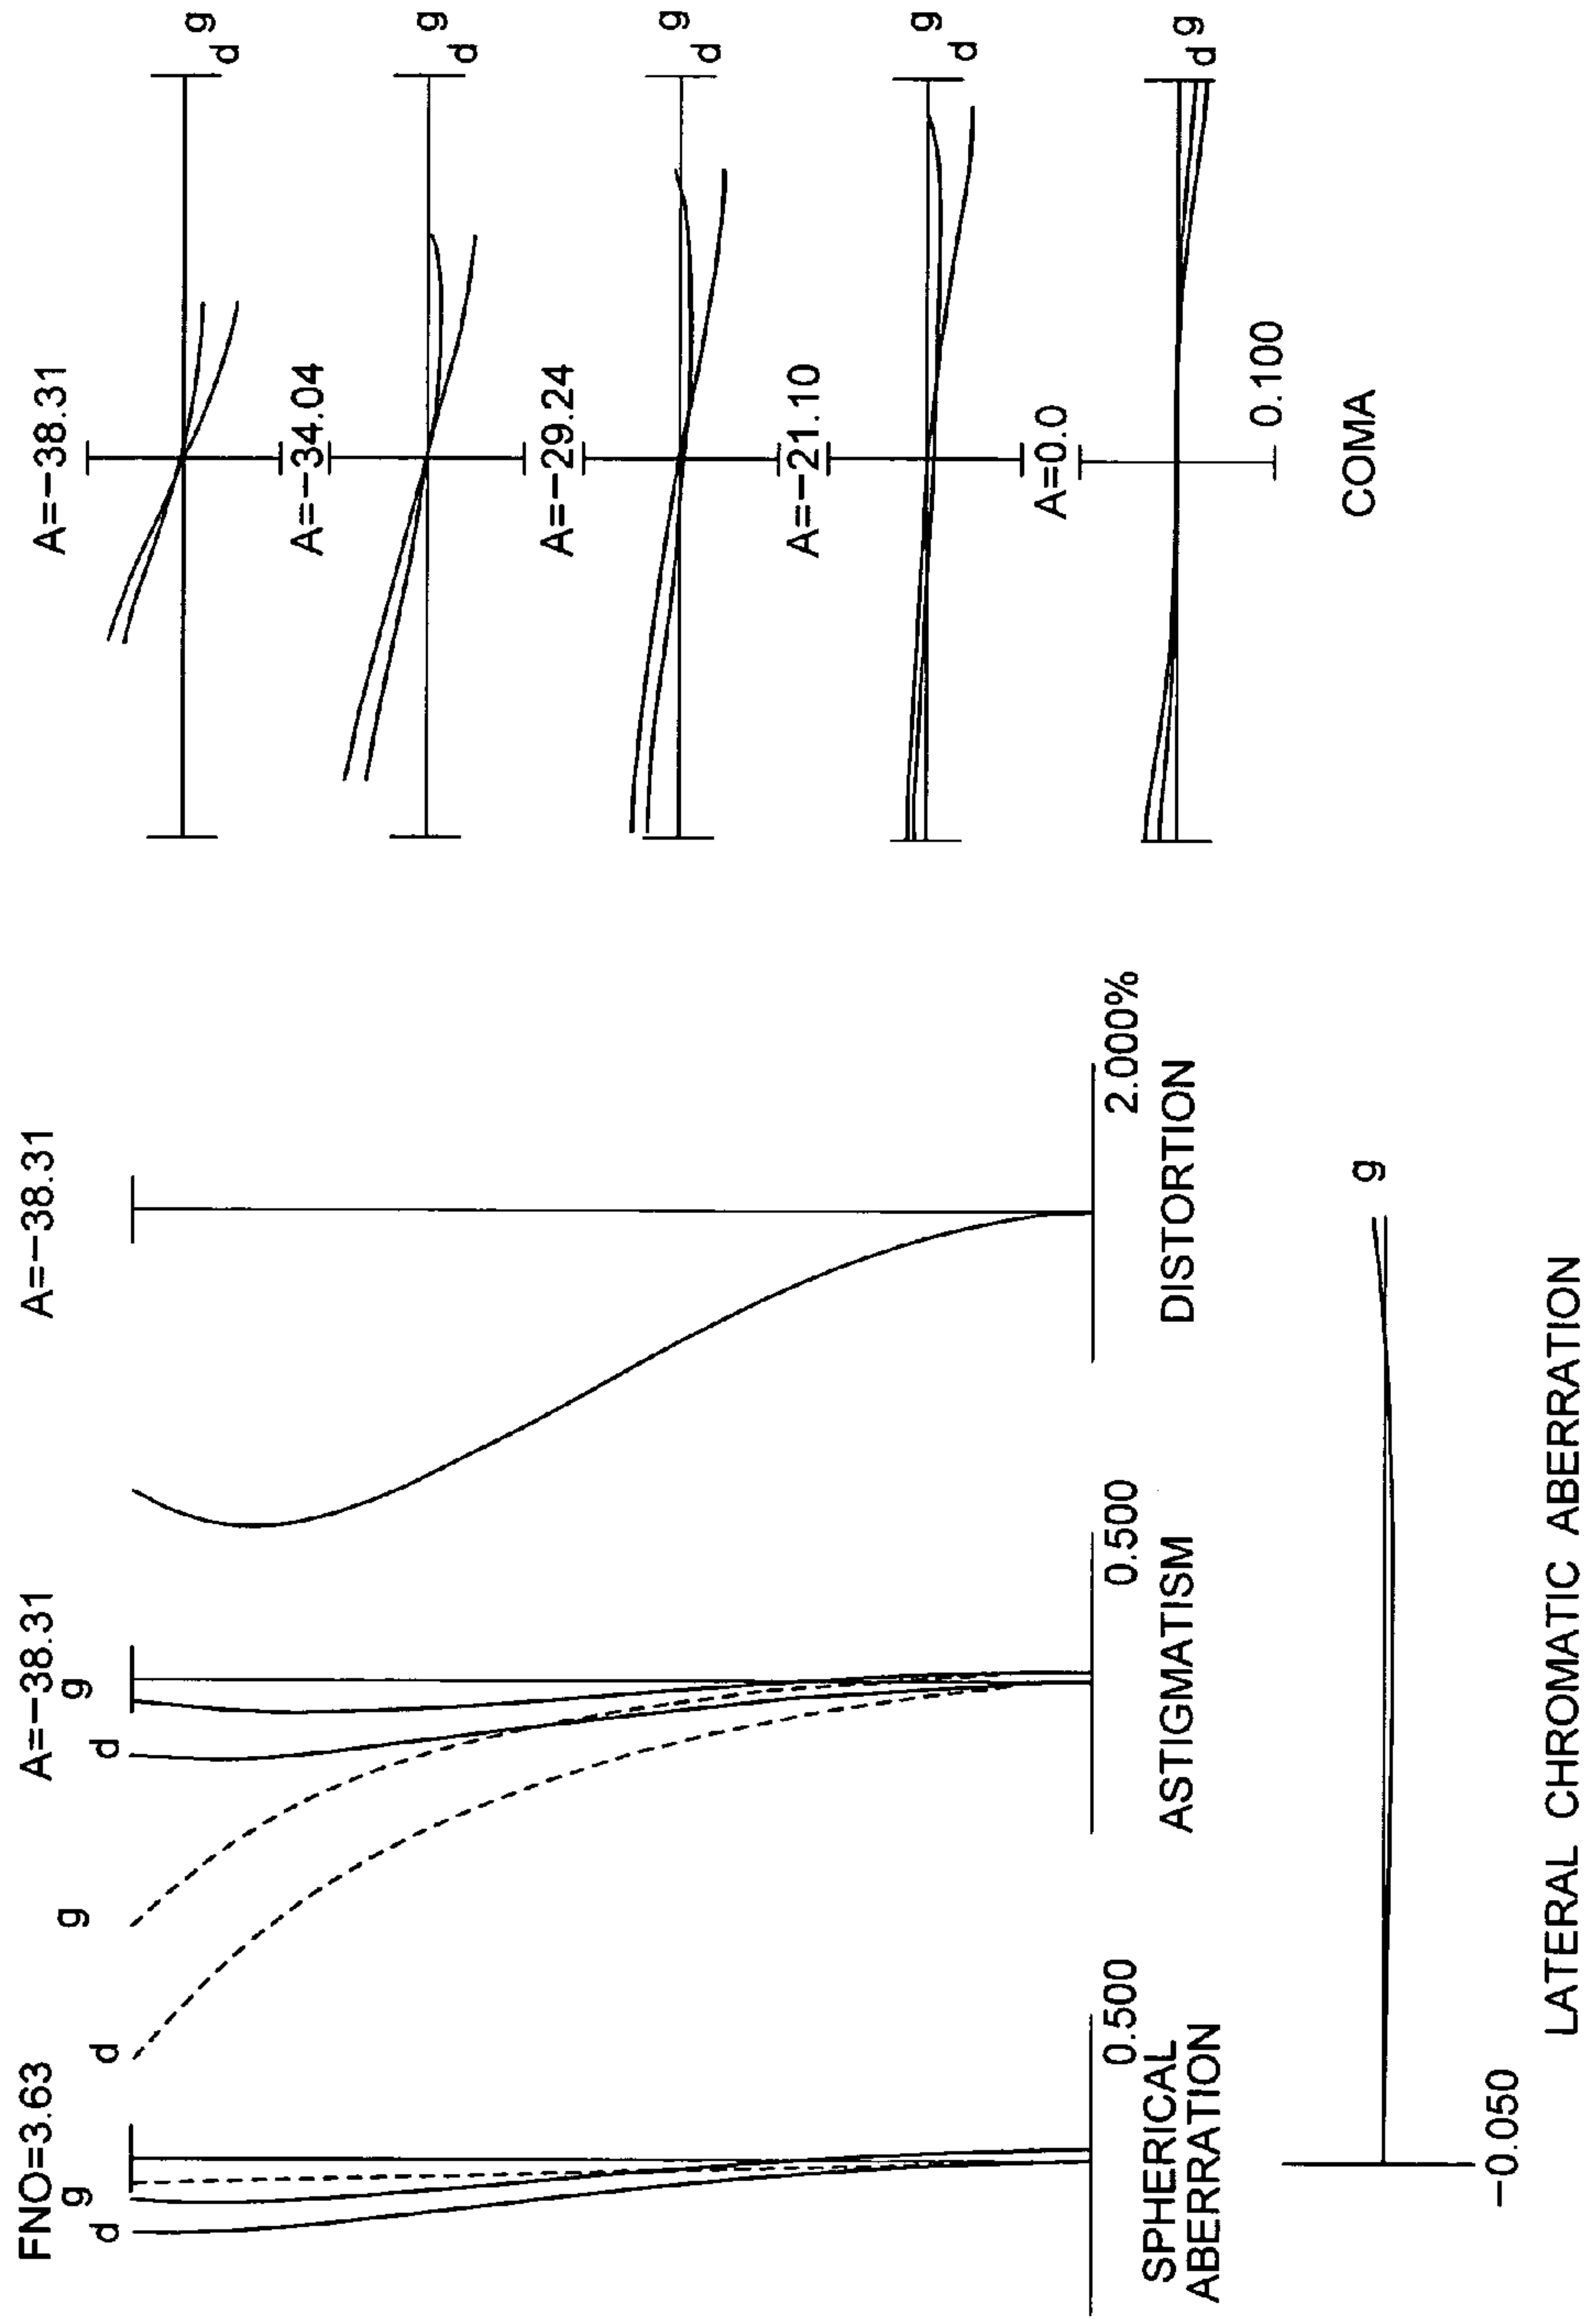 FNO=3.63
g
d
0.500
SPHERICAL
ABERRATION
A=−38.31
g
d
g
d
0.500
ASTIGMATISM
A=−38.31
2.000%
DISTORTION
A=−38.31
g
d
A=−34.04
g
d
A=−29.24
g
d
A=−21.10
g
d
A=0.0
g
d
0.100
COMA
g
−0.050
LATERAL CHROMATIC ABERRATION